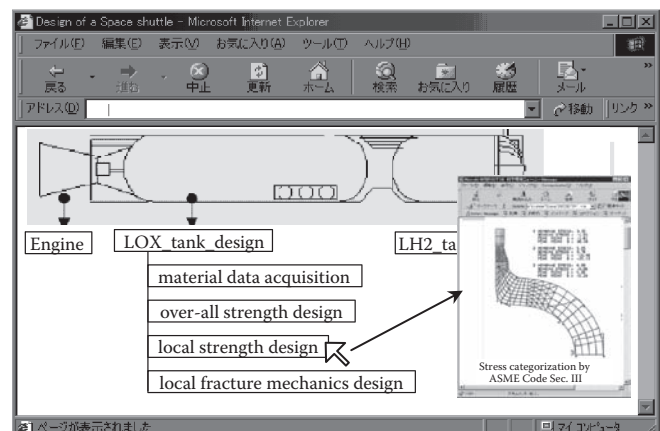 Design of a Space shuttle - Microsoft Internet Explorer
ファイル(F) 編集(E) 表示(V) お気に入り(A) ツール(T) ヘルプ(H)
戻る 進む 中止 更新 ホーム 検索 お気に入り 履歴 メール »
アドレス(D) 移動 リンク »
Engine
LOX_tank_design
LH2_ta
material data acquisition
over-all strength design
local strength design
local fracture mechanics design
Stress categorization by
ASME Code Sec. III
ページが表示されました
マイ コンピュータ